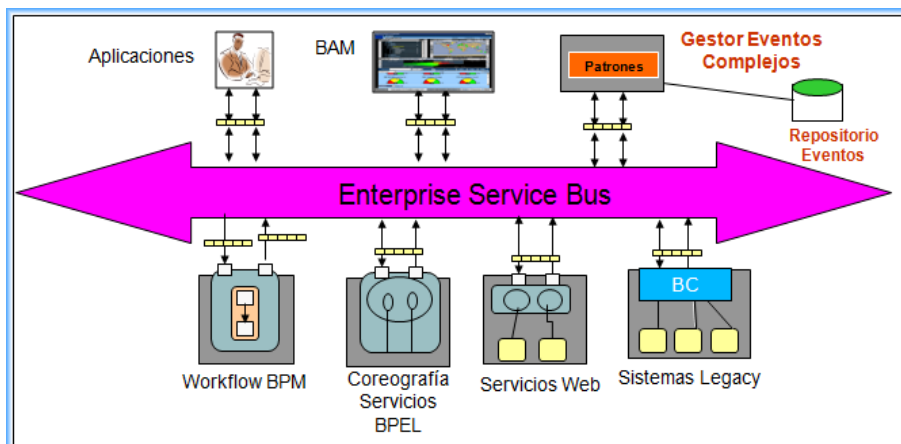 Aplicaciones
BAM
Patrones
Gestor Eventos
Complejos
Repositorio
Eventos
Enterprise Service Bus
BC
Workflow BPM
Coreografía
Servicios
BPEL
Servicios Web
Sistemas Legacy